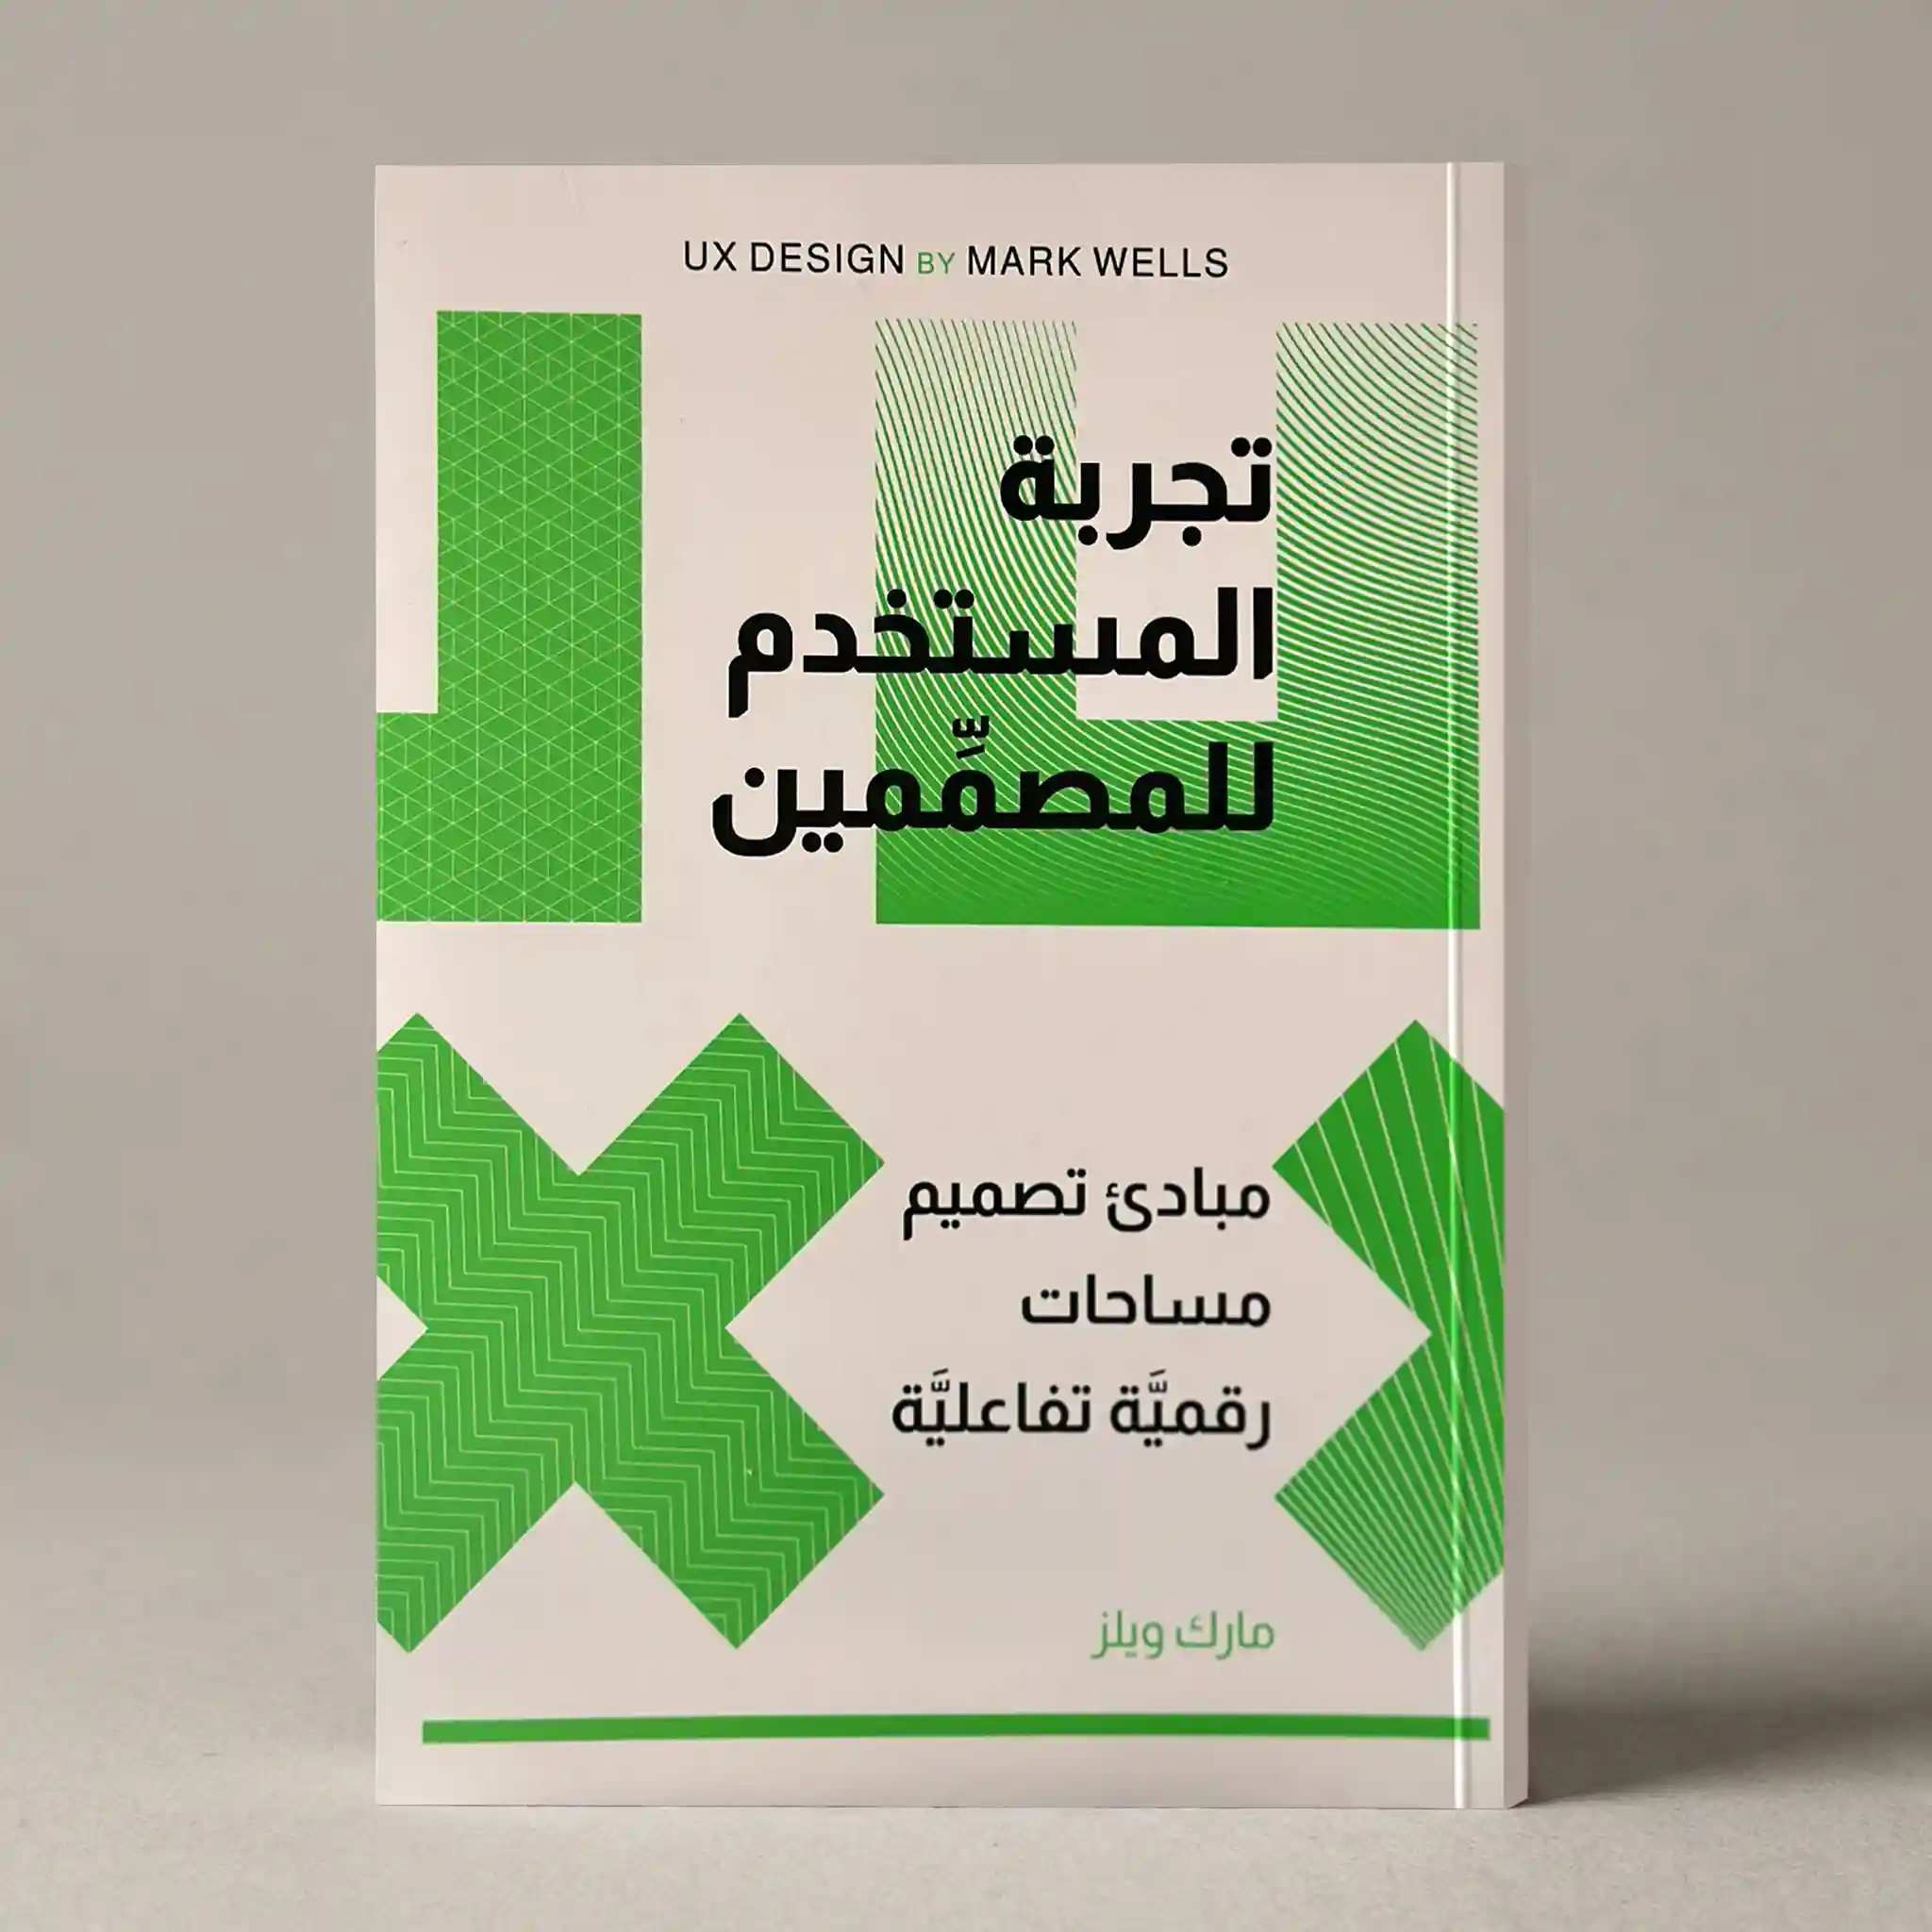 UX DESIGN BY MARK WELLS
تجربة
المستخدم
للمصمِّمين
مبادئ تصميم
مساحات
رقميَّة تفاعليَّة
مارك ويلز